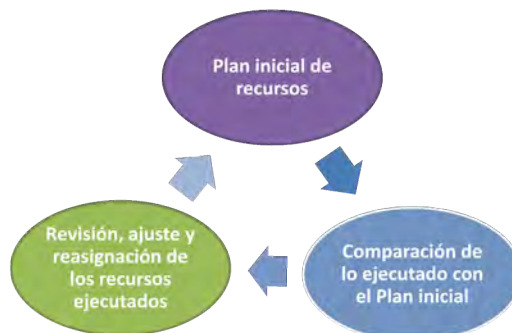 Plan inicial de
recursos
Revisión, ajuste y
reasignación de
los recursos
ejecutados
Comparación de
lo ejecutado con
el Plan inicial